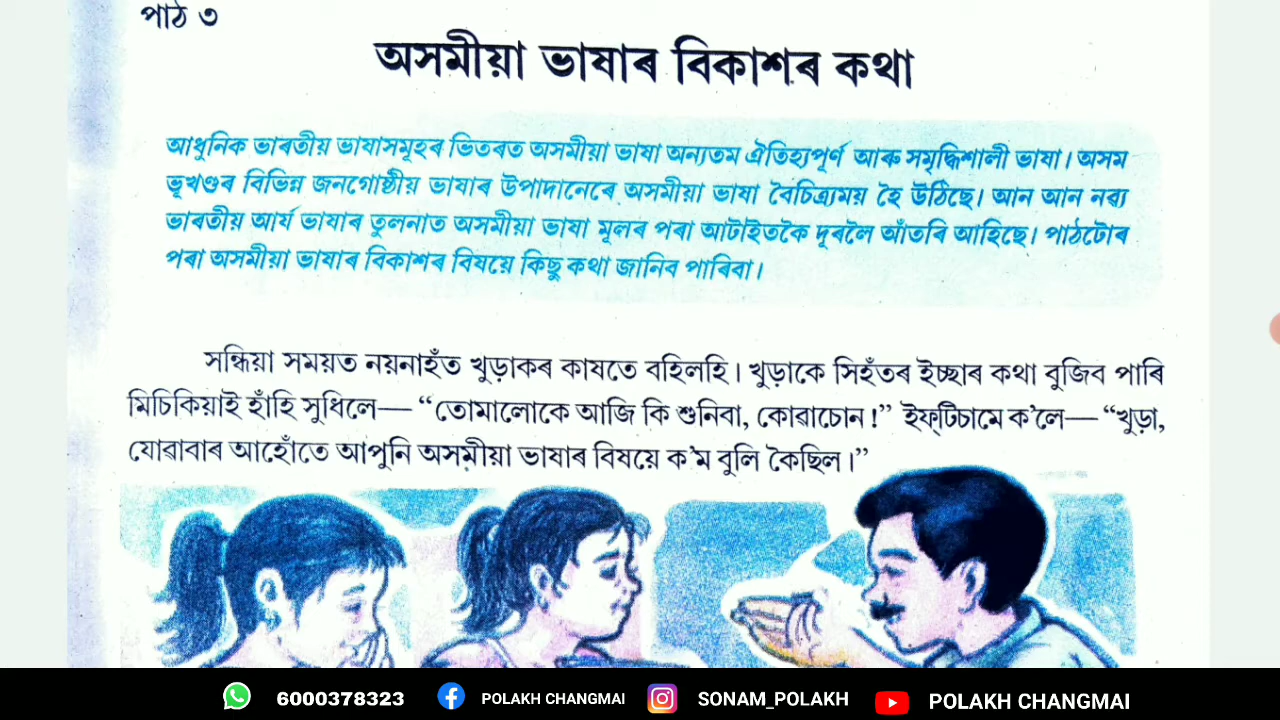 পাঠ ৩
অসমীয়া ভাষাৰ বিকাশৰ কথা
আধুনিক ভাৰতীয় ভাষাসমূহৰ ভিতৰত অসমীয়া ভাষা অন্যতম ঐতিহ্যপূৰ্ণ আৰু সমৃদ্ধিশালী ভাষা। অসম
ভূখণ্ডৰ বিভিন্ন জনগোষ্ঠীয় ভাষাৰ উপাদানেৰে অসমীয়া ভাষা বৈচিত্ৰ্যময় হৈ উঠিছে। আন আন নব্য
ভাৰতীয় আৰ্য ভাষাৰ তুলনাত অসমীয়া ভাষা মূলৰ পৰা আটাইতকৈ দূৰলৈ আঁতৰি আহিছে। পাঠটোৰ
পৰা অসমীয়া ভাষাৰ বিকাশৰ বিষয়ে কিছু কথা জানিব পাৰিবা।
সন্ধিয়া সময়ত নয়নাহঁত খুড়াকৰ কাষতে বহিলহি। খুড়াকে সিহঁতৰ ইচ্ছাৰ কথা বুজিব পাৰি
মিচিকিয়াই হাঁহি সুধিলে— “তোমালোকে আজি কি শুনিবা, কোৱাচোন !” ইফ্‌টিচামে ক’লে— “খুড়া,
যোৱাবাৰ আহোঁতে আপুনি অসমীয়া ভাষাৰ বিষয়ে ক’ম বুলি কৈছিল।”
6000378323 POLAKH CHANGMAI SONAM_POLAKH POLAKH CHANGMAI